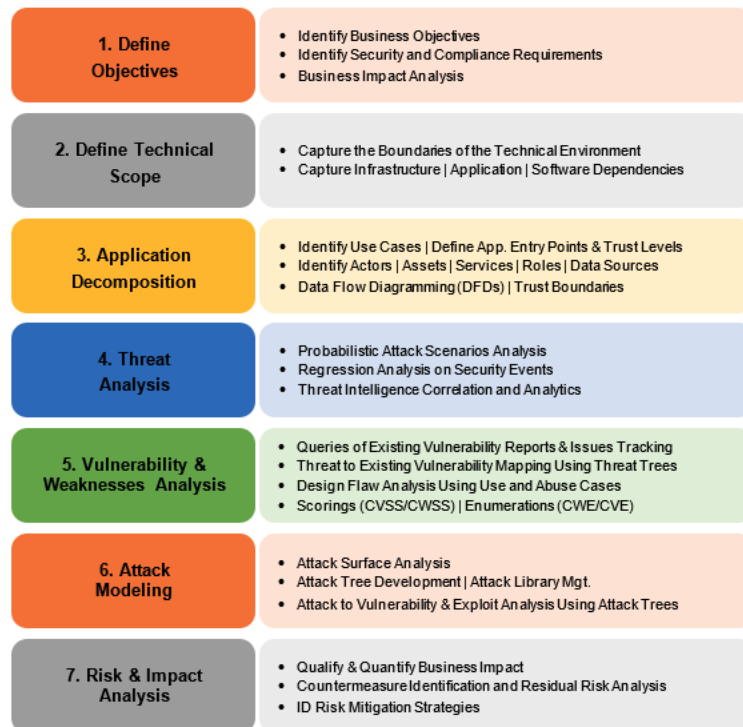 1. Define
Objectives
• Identify Business Objectives
• Identify Security and Compliance Requirements
• Business Impact Analysis
2. Define Technical
Scope
• Capture the Boundaries of the Technical Environment
• Capture Infrastructure | Application | Software Dependencies
3. Application
Decomposition
• Identify Use Cases | Define App. Entry Points & Trust Levels
• Identify Actors | Assets | Services | Roles | Data Sources
• Data Flow Diagramming (DFDs) | Trust Boundaries
4. Threat
Analysis
• Probabilistic Attack Scenarios Analysis
• Regression Analysis on Security Events
• Threat Intelligence Correlation and Analytics
5. Vulnerability &
Weaknesses Analysis
• Queries of Existing Vulnerability Reports & Issues Tracking
• Threat to Existing Vulnerability Mapping Using Threat Trees
• Design Flaw Analysis Using Use and Abuse Cases
• Scorings (CVSS/CWSS) | Enumerations (CWE/CVE)
6. Attack
Modeling
• Attack Surface Analysis
• Attack Tree Development | Attack Library Mgt.
• Attack to Vulnerability & Exploit Analysis Using Attack Trees
7. Risk & Impact
Analysis
• Qualify & Quantify Business Impact
• Countermeasure Identification and Residual Risk Analysis
• ID Risk Mitigation Strategies